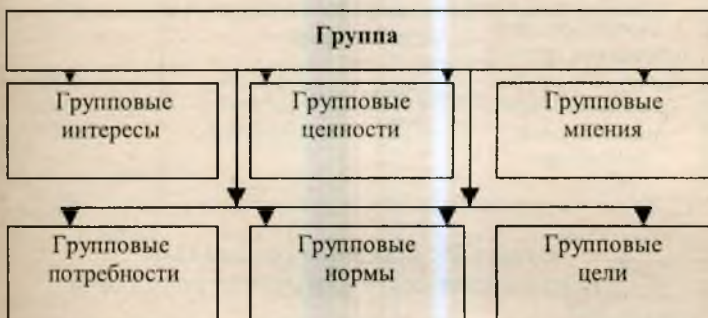 Группа
Групповые
интересы
Групповые
ценности
Групповые
мнения
Групповые
потребности
Групповые
нормы
Групповые
цели